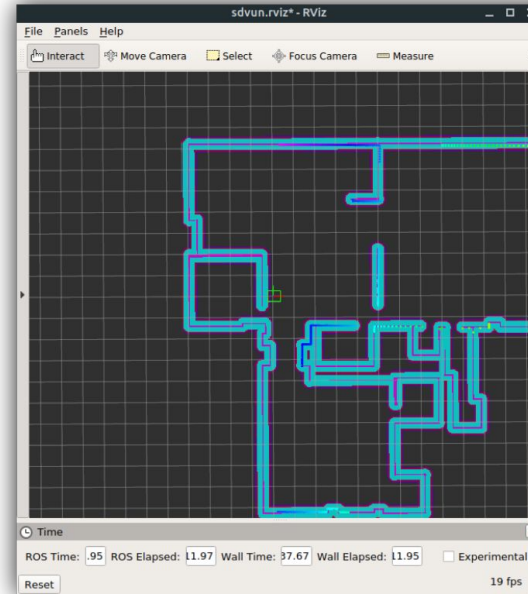 sdvun.rviz* - RViz
File Panels Help
Interact Move Camera Select Focus Camera Measure
Time
ROS Time: .95 ROS Elapsed: 11.97 Wall Time: 37.67 Wall Elapsed: 11.95 Experimental
Reset 19 fps